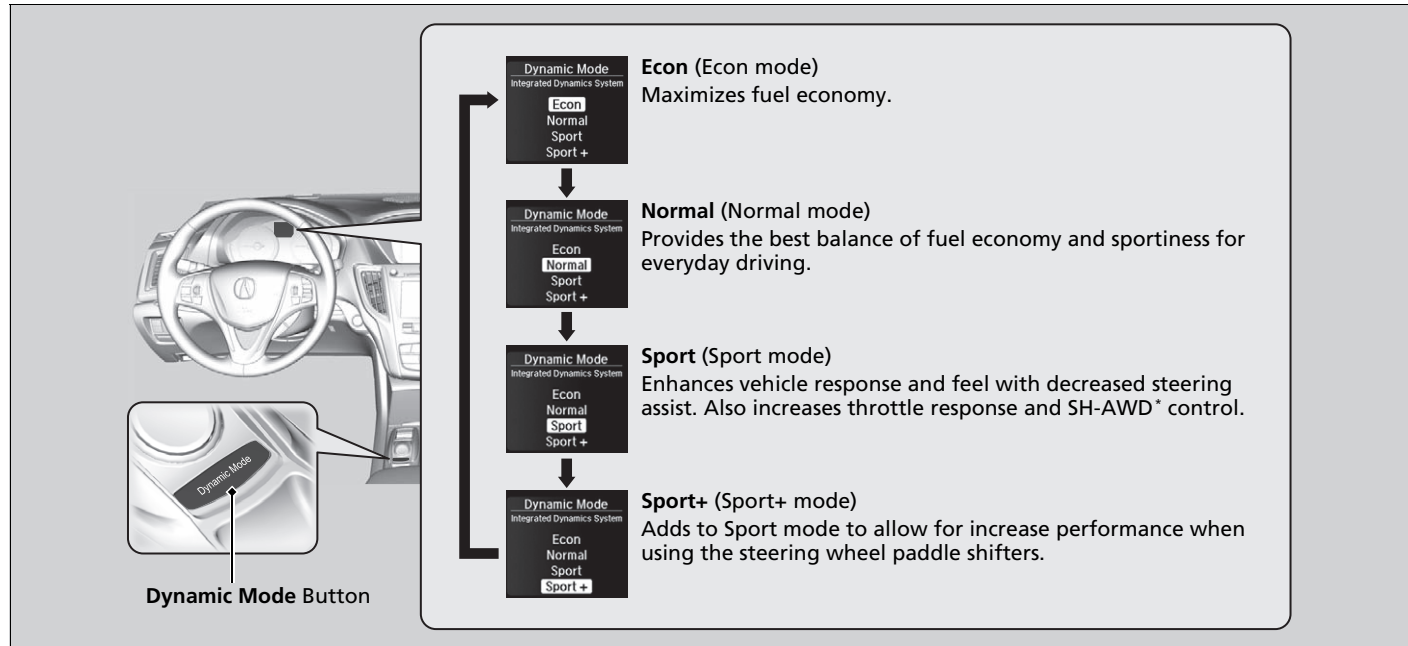 Dynamic Mode
Integrated Dynamics System
Econ
Normal
Sport
Sport +
Econ (Econ mode)
Maximizes fuel economy.
Dynamic Mode
Integrated Dynamics System
Econ
Normal
Sport
Sport +
Normal (Normal mode)
Provides the best balance of fuel economy and sportiness for
everyday driving.
Dynamic Mode
Integrated Dynamics System
Econ
Normal
Sport
Sport +
Sport (Sport mode)
Enhances vehicle response and feel with decreased steering
assist. Also increases throttle response and SH-AWD* control.
Dynamic Mode
Integrated Dynamics System
Econ
Normal
Sport
Sport +
Sport+ (Sport+ mode)
Adds to Sport mode to allow for increase performance when
using the steering wheel paddle shifters.
Dynamic Mode
Dynamic Mode Button